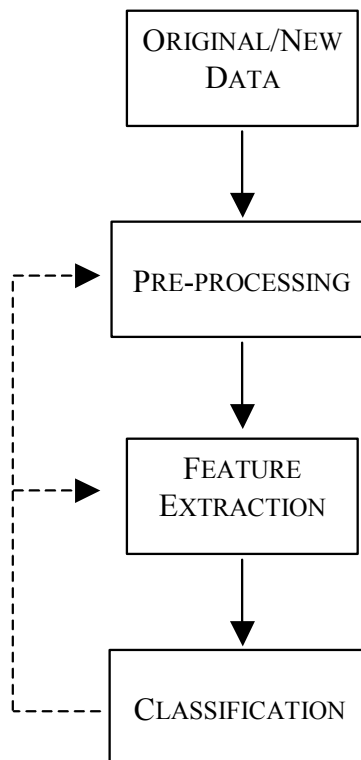 ORIGINAL/NEW
DATA
PRE-PROCESSING
FEATURE
EXTRACTION
CLASSIFICATION